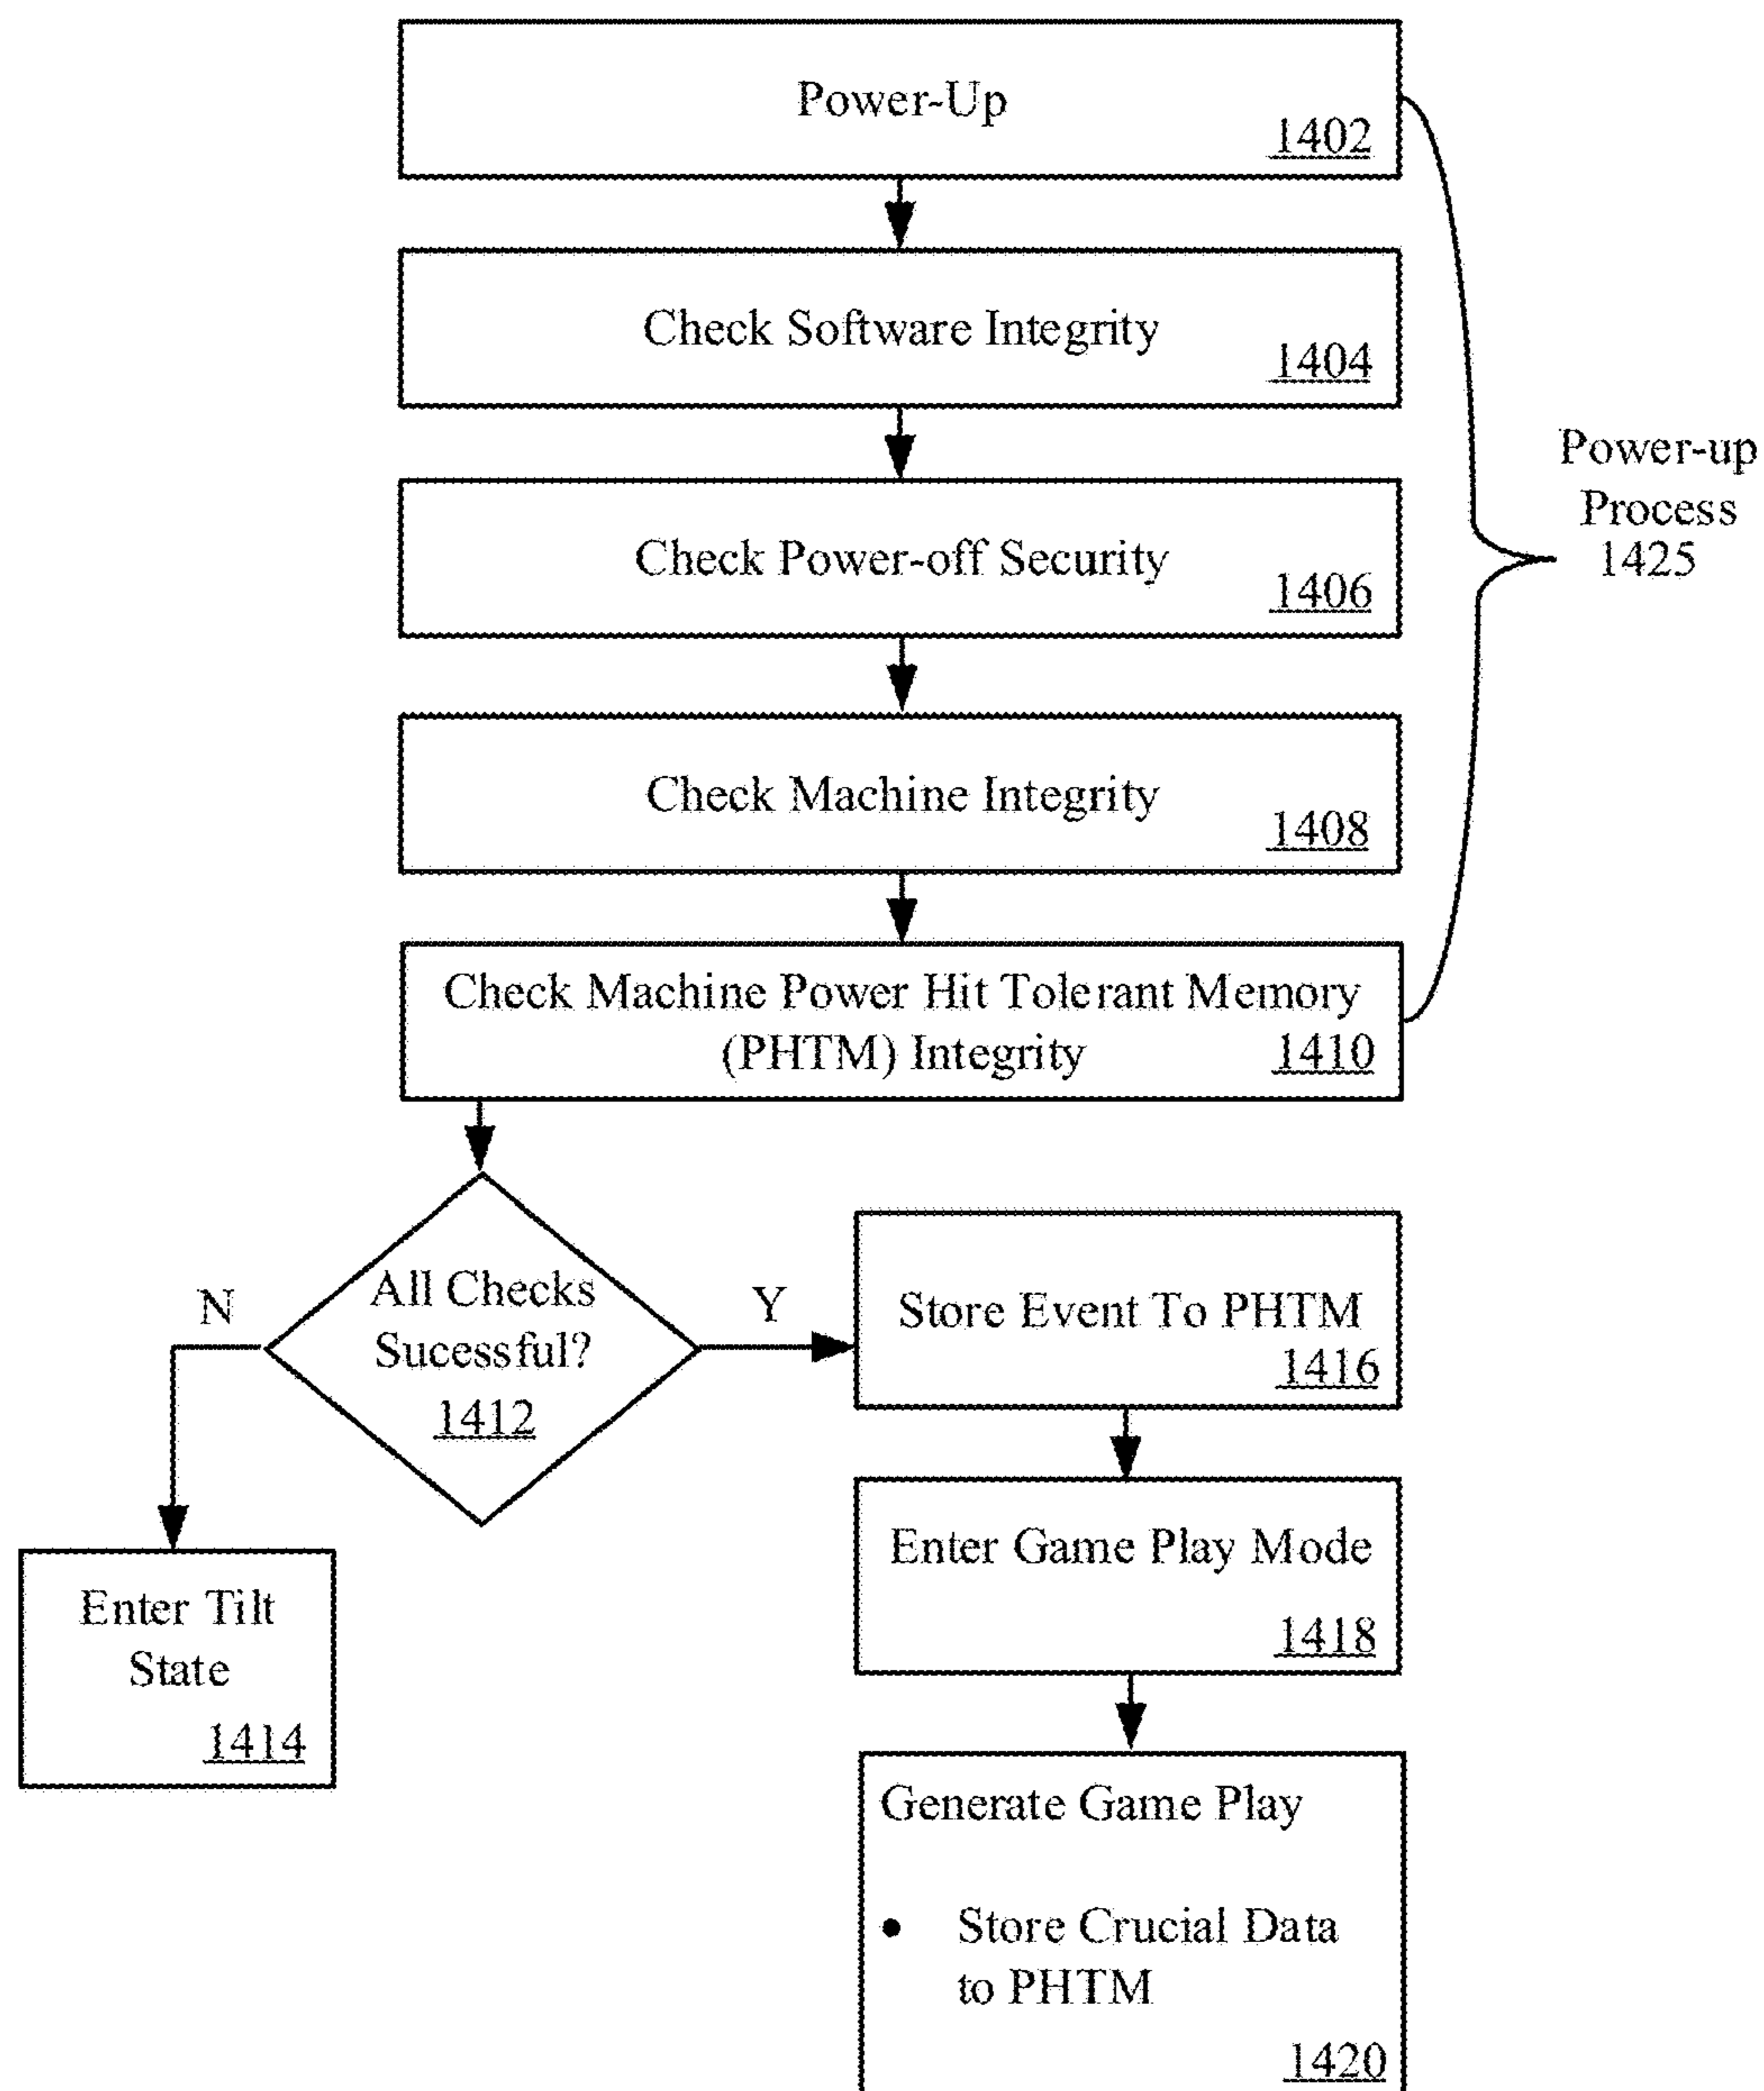 Power-Up
1402
Check Software Integrity
1404
Check Power-off Security
1406
Power-up
Process
1425
Check Machine Integrity
1408
Check Machine Power Hit Tolerant Memory
(PHTM) Integrity
1410
All Checks
Sucessful?
1412
N
Y
Store Event To PHTM
1416
Enter Game Play Mode
1418
Enter Tilt
State
1414
Generate Game Play
• Store Crucial Data
to PHTM
1420